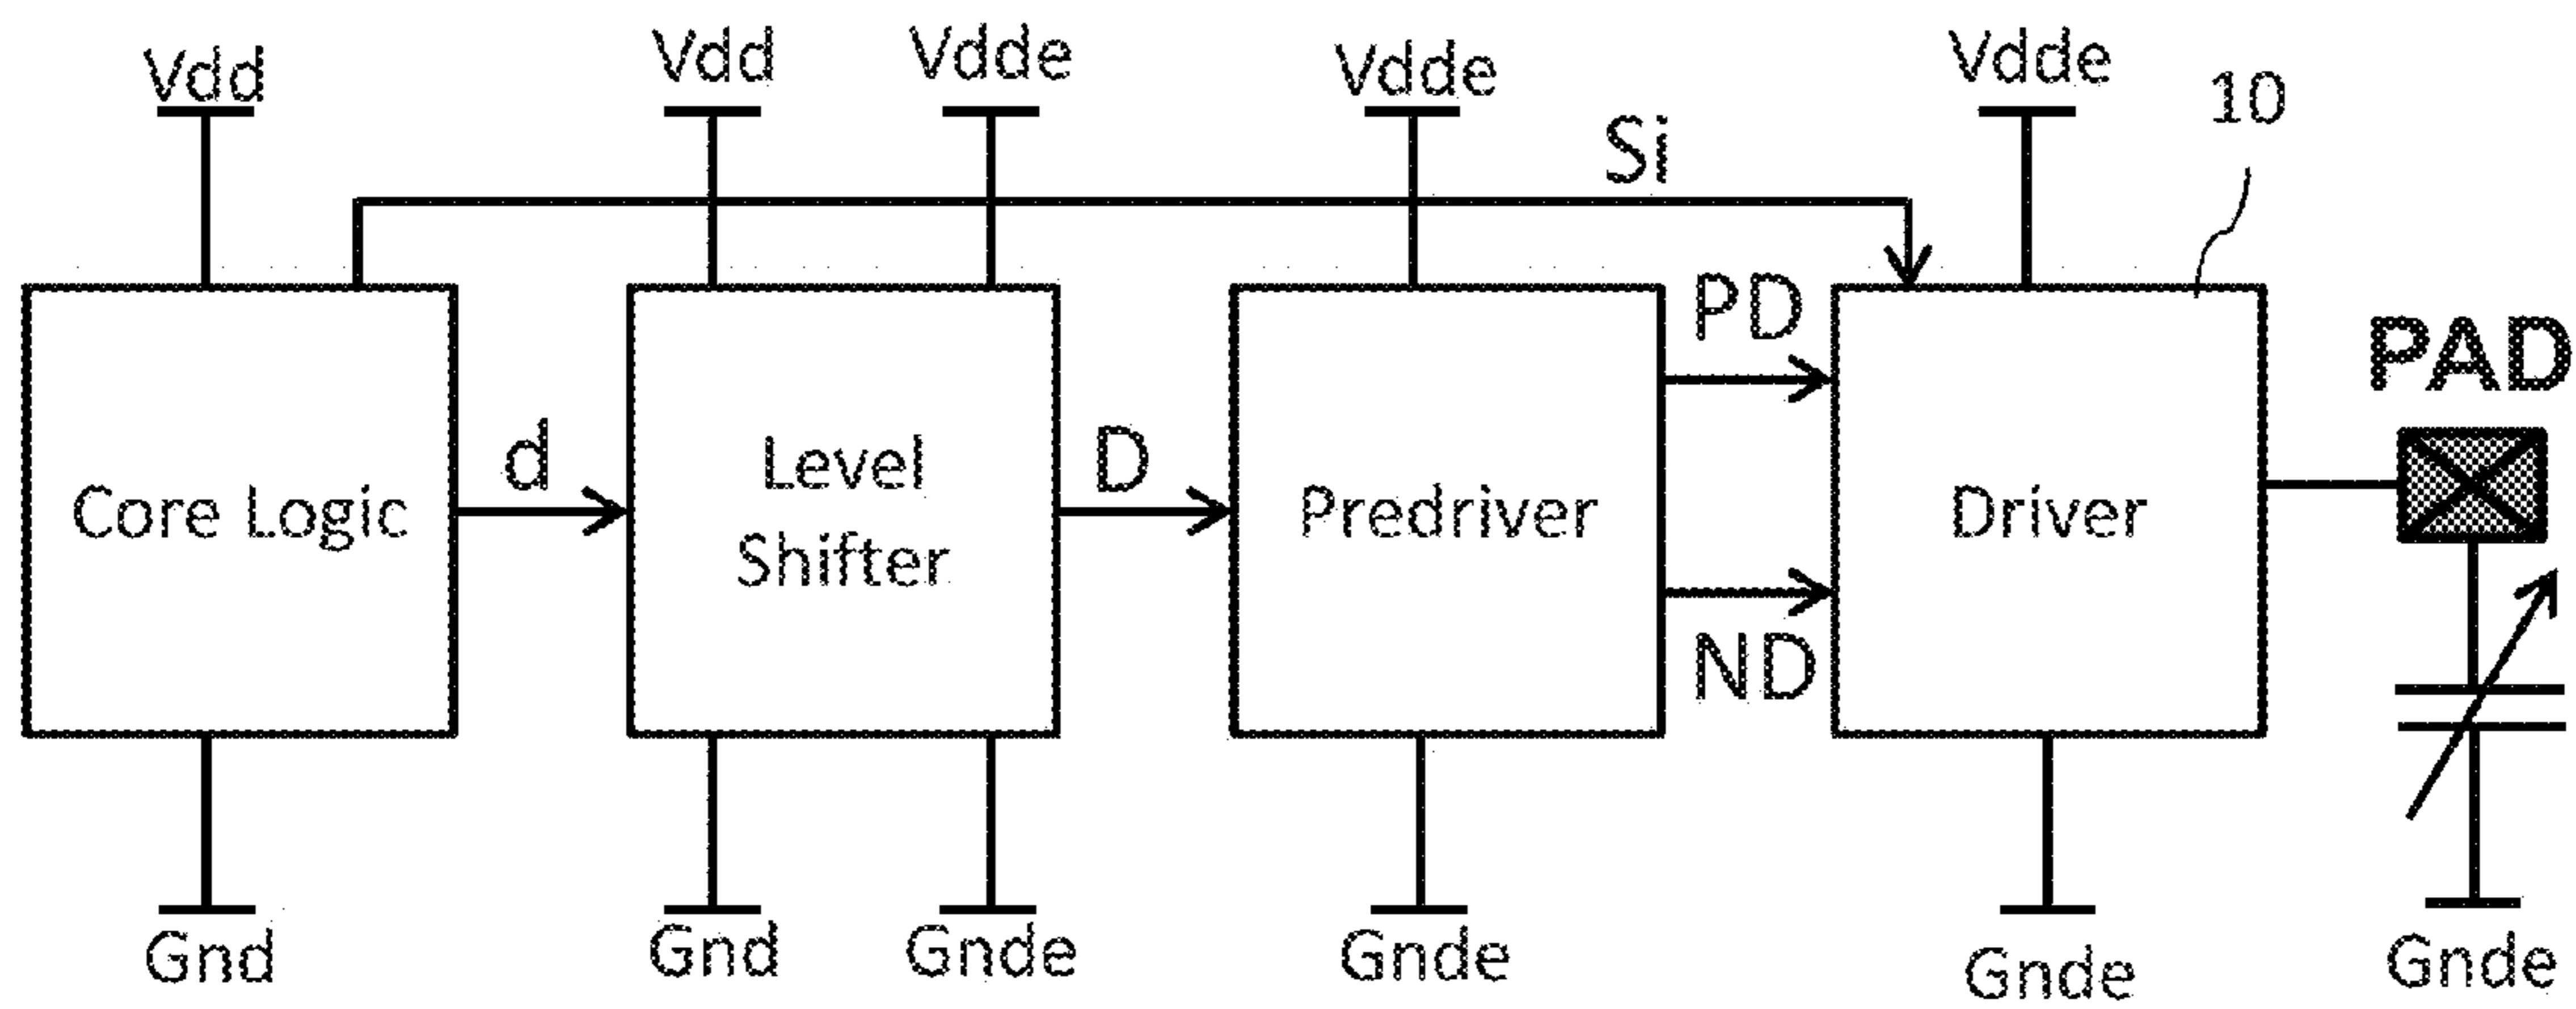 Vdd
Vdd
Vdde
Vdde
Vdde
10
Si
PD
PAD
d
D
Core Logic
Level
Shifter
Predriver
Driver
ND
Gnd
Gnd
Gnde
Gnde
Gnde
Gnde